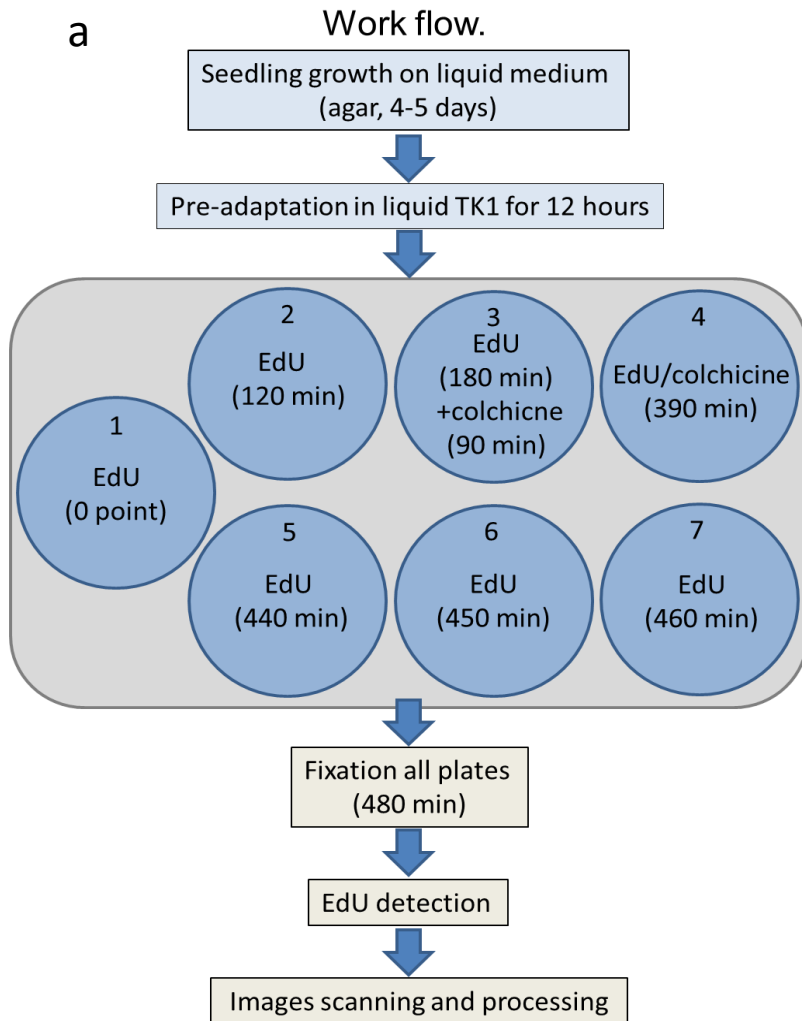 a
Work flow.
Seedling growth on liquid medium
(agar, 4-5 days)
Pre-adaptation in liquid TK1 for 12 hours
1
EdU
(0 point)
2
EdU
(120 min)
3
EdU
(180 min)
+colchicne
(90 min)
4
EdU/colchicine
(390 min)
5
EdU
(440 min)
6
EdU
(450 min)
7
EdU
(460 min)
Fixation all plates
(480 min)
EdU detection
Images scanning and processing